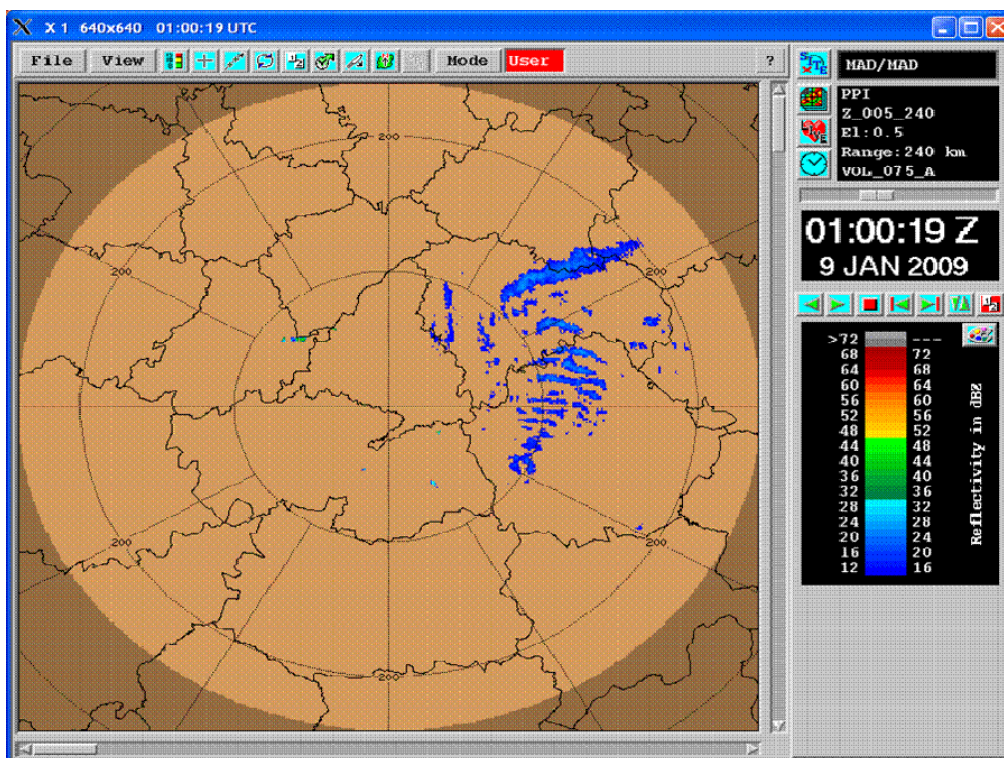 X 1 640x640 01:00:19 UTC
File View Mode User ?
MAD/MAD
PPI
Z_005_240
El:0.5
Range:240 km
VOL_075_A
01:00:19 Z
9 JAN 2009
200
200
200
200
200
200
>72 ---
68 72
64 68
60 64
56 60
52 56
48 52
44 48
40 44
36 40
32 36
28 32
24 28
20 24
16 20
12 16
Reflectivity in dBZ